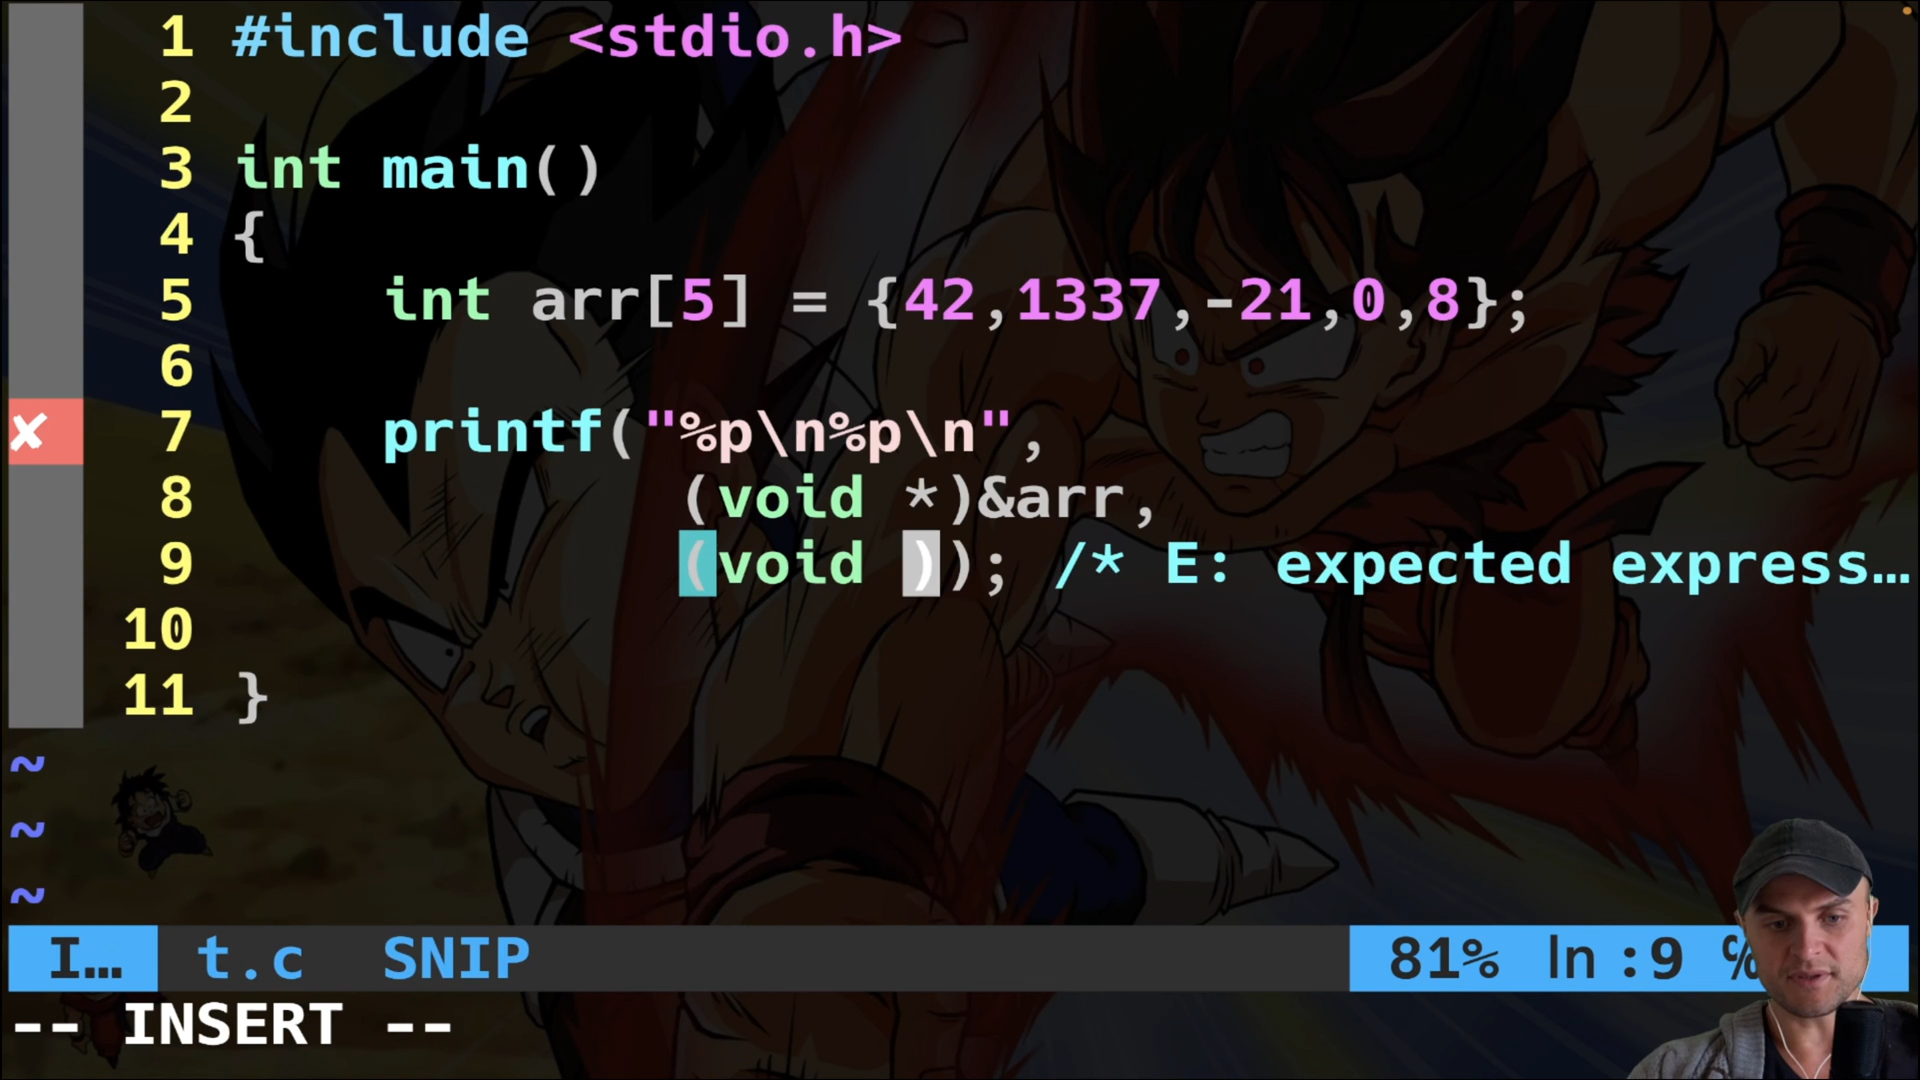 1 #include <stdio.h>
2
3 int main()
4 {
5 int arr[5] = {42,1337,-21,0,8};
6
7 printf("%p\n%p\n",
8 (void *)&arr,
9 (void )); /* E: expected express…
10
11 }
~
~
~
I… t.c SNIP 81% ln :9
-- INSERT --